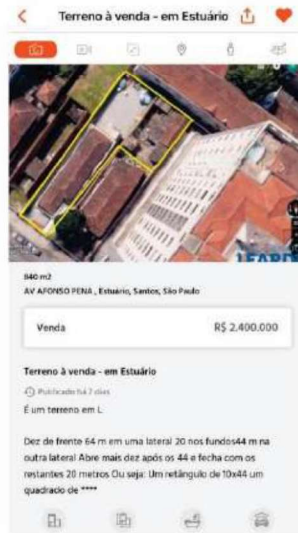 Terreno à venda - em Estuário
LEARD
840 m2
AV AFONSO PENA , Estuário, Santos, São Paulo
Venda
R$ 2.400.000
Terreno à venda - em Estuário
Publicado há 7 dias
É um terreno em L
Dez de frente 64 m em uma lateral 20 nos fundos44 m na
outra lateral Abre mais dez após os 44 e fecha com os
restantes 20 metros Ou seja: Um retângulo de 10x44 um
quadrado de ****